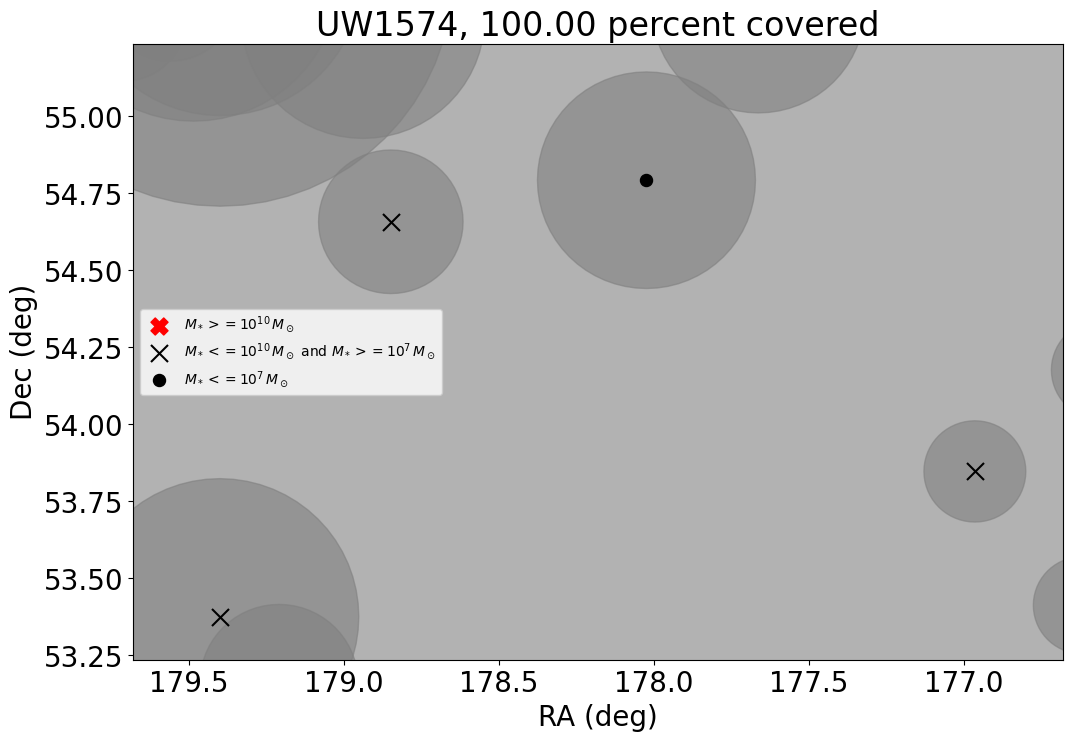 UW1574, 100.00 percent covered
55.00
54.75
54.50
54.25
54.00
53.75
53.50
53.25
Dec (deg)
M* >= 10^10 M⊙
M* <= 10^10 M⊙ and M* >= 10^7 M⊙
M* <= 10^7 M⊙
179.5 179.0 178.5 178.0 177.5 177.0
RA (deg)